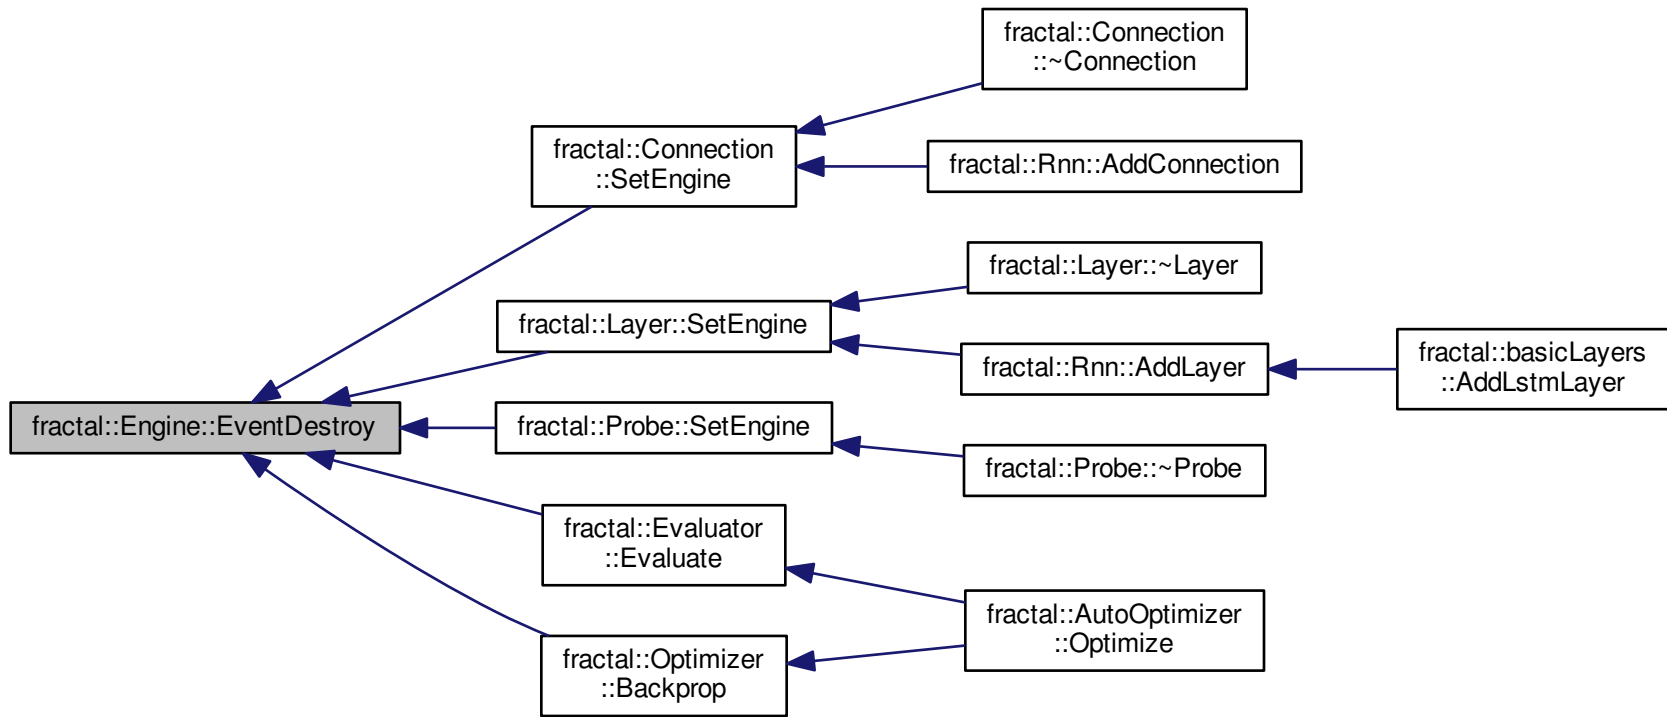 fractal::Connection
::~Connection
fractal::Connection
::SetEngine
fractal::Rnn::AddConnection
fractal::Layer::~Layer
fractal::Layer::SetEngine
fractal::Rnn::AddLayer
fractal::basicLayers
::AddLstmLayer
fractal::Engine::EventDestroy
fractal::Probe::SetEngine
fractal::Probe::~Probe
fractal::Evaluator
::Evaluate
fractal::AutoOptimizer
::Optimize
fractal::Optimizer
::Backprop